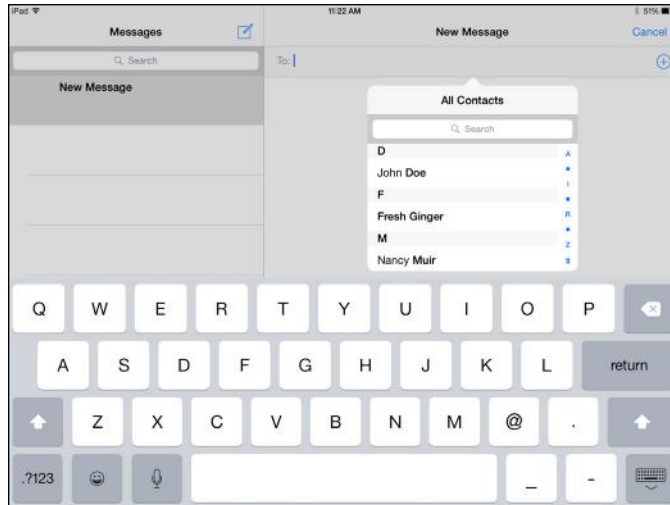 iPad 11:22 AM 51%
Messages New Message Cancel
Search To:
New Message
All Contacts
Search
D
John Doe
F
Fresh Ginger
M
Nancy Muir
A
I
R
Z
#
Q W E R T Y U I O P
A S D F G H J K L return
Z X C V B N M @ .
.?123 _ -